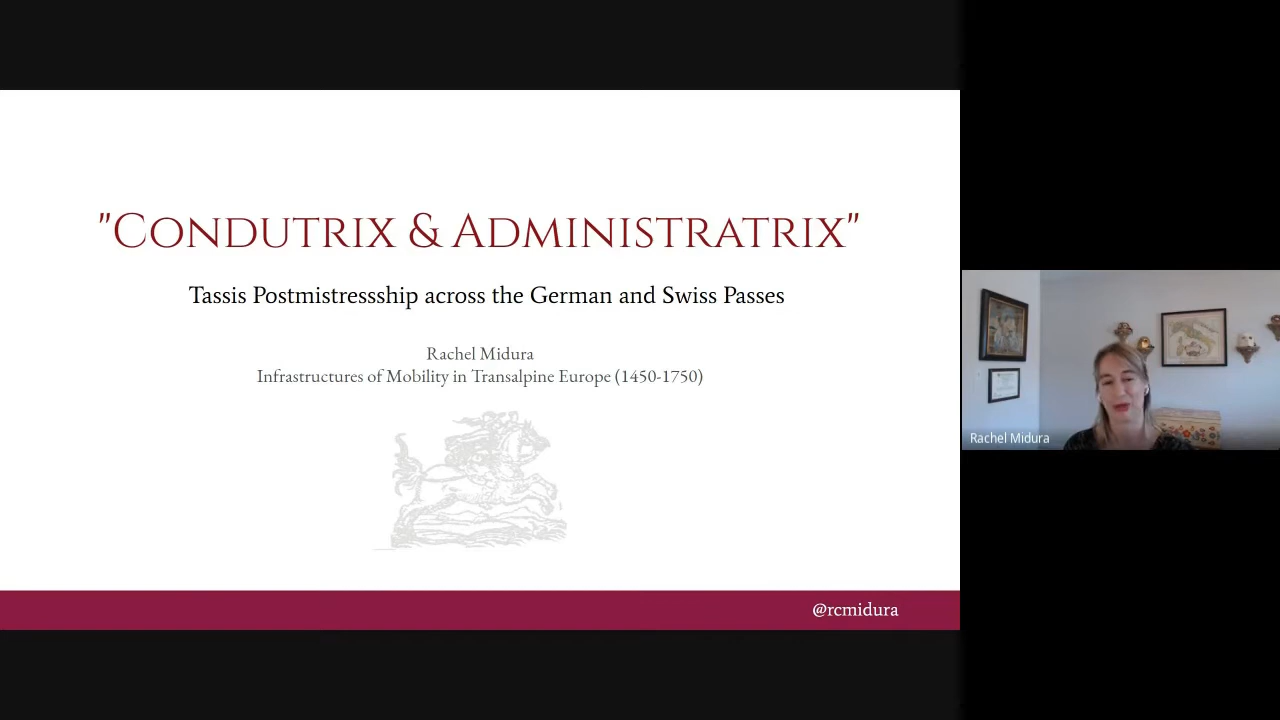 "Condutrix & Administratrix"
Tassis Postmistressship across the German and Swiss Passes
Rachel Midura
Infrastructures of Mobility in Transalpine Europe (1450-1750)
@rcmidura
Rachel Midura